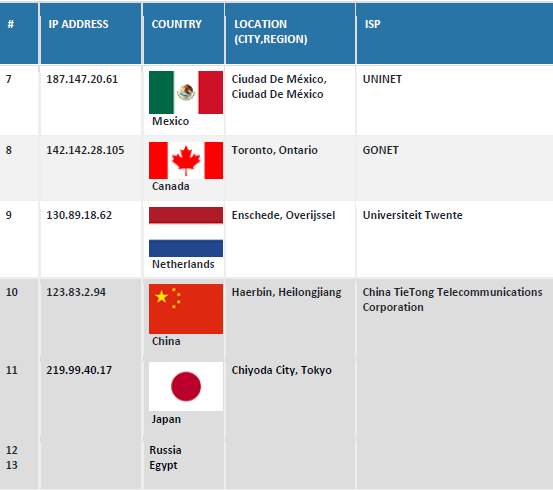 # IP ADDRESS COUNTRY LOCATION (CITY,REGION) ISP
7 187.147.20.61 Mexico Ciudad De México, Ciudad De México UNINET
8 142.142.28.105 Canada Toronto, Ontario GONET
9 130.89.18.62 Netherlands Enschede, Overijssel Universiteit Twente
10 123.83.2.94 China Haerbin, Heilongjiang China TieTong Telecommunications Corporation
11 219.99.40.17 Japan Chiyoda City, Tokyo
12 Russia
13 Egypt